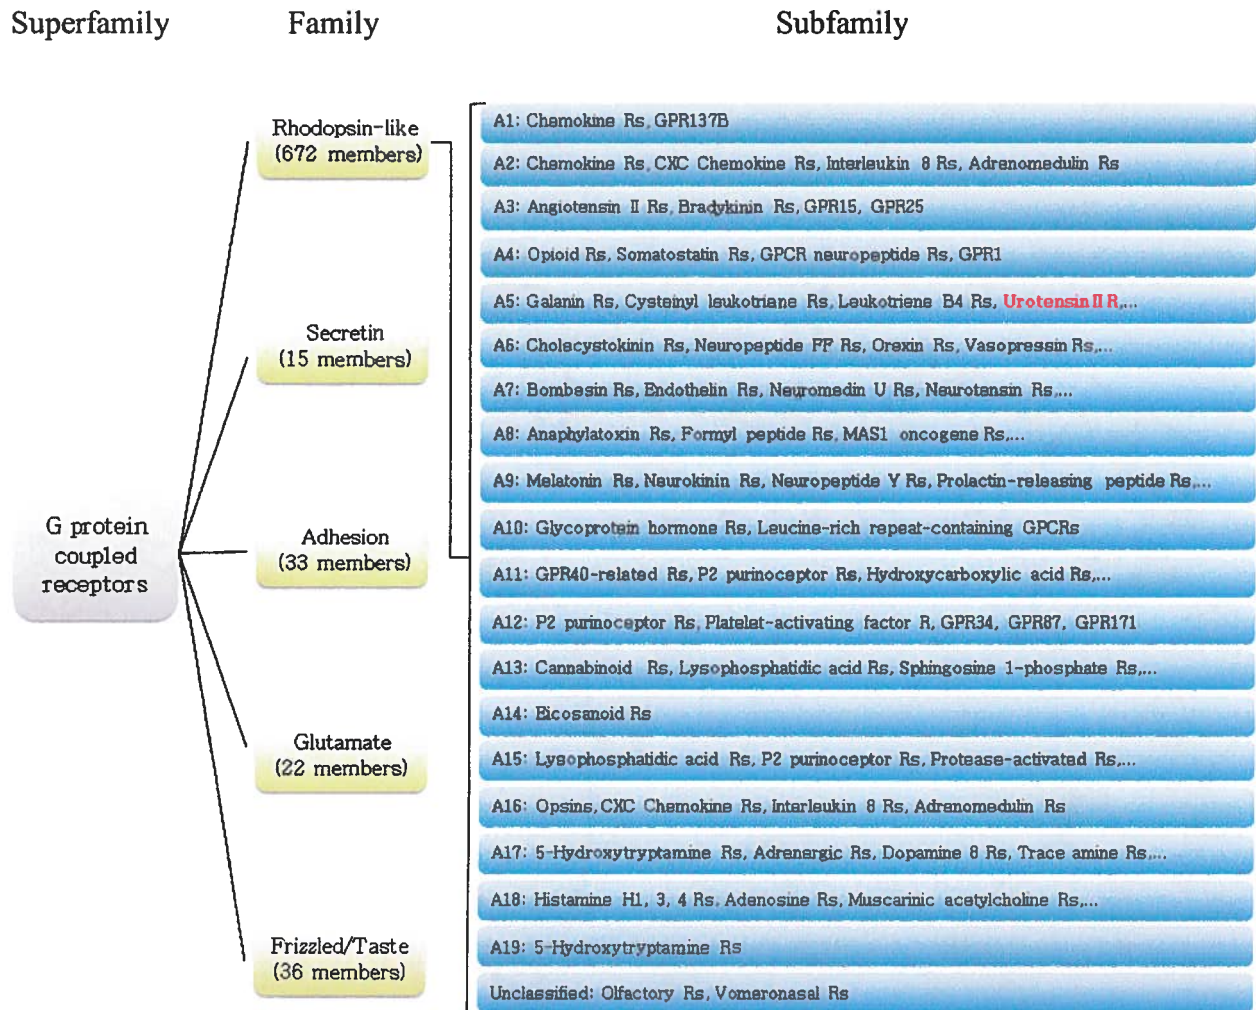 Superfamily Family Subfamily
G protein
coupled
receptors
Rhodopsin-like
(672 members)
Secretin
(15 members)
Adhesion
(33 members)
Glutamate
(22 members)
Frizzled/Taste
(36 members)
A1: Chemokine Rs, GPR137B
A2: Chemokine Rs, CXC Chemokine Rs, Interleukin 8 Rs, Adrenomedulin Rs
A3: Angiotensin II Rs, Bradykinin Rs, GPR15, GPR25
A4: Opioid Rs, Somatostatin Rs, GPCR neuropeptide Rs, GPR1
A5: Galanin Rs, Cysteinyl leukotriene Rs, Leukotriene B4 Rs, Urotensin II R,...
A6: Cholecystokinin Rs, Neuropeptide FF Rs, Orexin Rs, Vasopressin Rs,...
A7: Bombesin Rs, Endothelin Rs, Neuromedin U Rs, Neurotensin Rs,...
A8: Anaphylatoxin Rs, Formyl peptide Rs, MAS1 oncogene Rs,...
A9: Melatonin Rs, Neurokinin Rs, Neuropeptide Y Rs, Prolactin-releasing peptide Rs,...
A10: Glycoprotein hormone Rs, Leucine-rich repeat-containing GPCRs
A11: GPR40-related Rs, P2 purinoceptor Rs, Hydroxycarboxylic acid Rs,...
A12: P2 purinoceptor Rs, Platelet-activating factor R, GPR34, GPR87, GPR171
A13: Cannabinoid Rs, Lysophosphatidic acid Rs, Sphingosine 1-phosphate Rs,...
A14: Eicosanoid Rs
A15: Lysophosphatidic acid Rs, P2 purinoceptor Rs, Protease-activated Rs,...
A16: Opsins, CXC Chemokine Rs, Interleukin 8 Rs, Adrenomedulin Rs
A17: 5-Hydroxytryptamine Rs, Adrenergic Rs, Dopamine 8 Rs, Trace amine Rs,...
A18: Histamine H1, 3, 4 Rs, Adenosine Rs, Muscarinic acetylcholine Rs,...
A19: 5-Hydroxytryptamine Rs
Unclassified: Olfactory Rs, Vomeronasal Rs